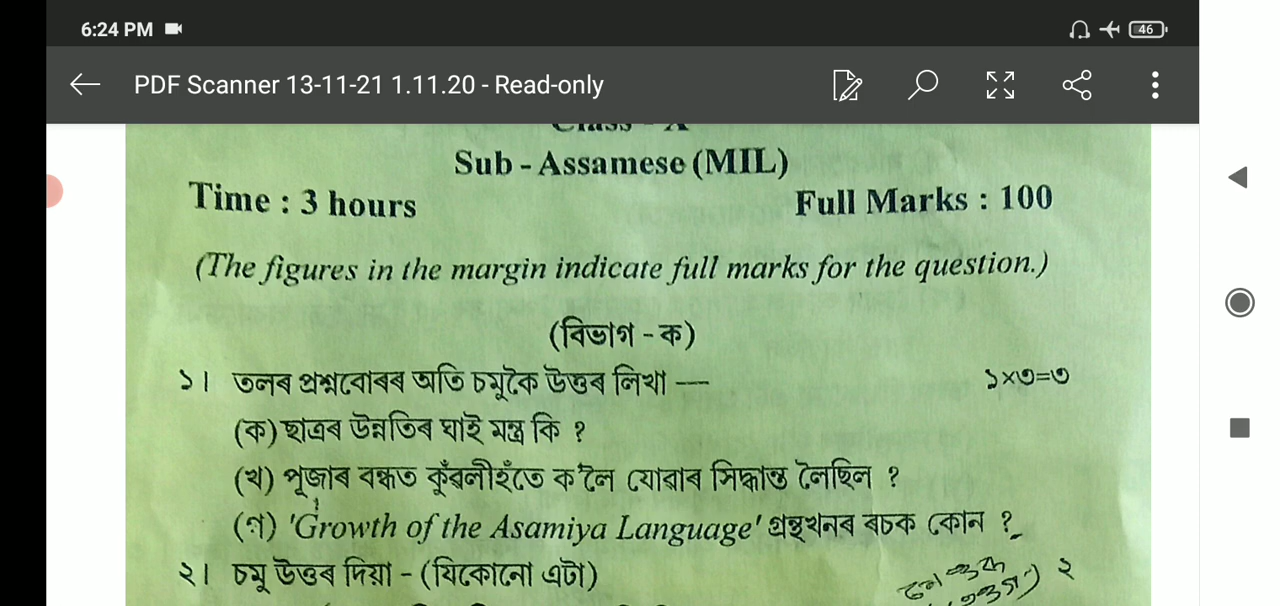 6:24 PM
46
PDF Scanner 13-11-21 1.11.20 - Read-only
Class - X
Sub - Assamese (MIL)
Time : 3 hours Full Marks : 100
(The figures in the margin indicate full marks for the question.)
(বিভাগ - ক)
১। তলৰ প্ৰশ্নবোৰৰ অতি চমুকৈ উত্তৰ লিখা — ১×৩=৩
(ক) ছাত্ৰৰ উন্নতিৰ ঘাই মন্ত্ৰ কি ?
(খ) পূজাৰ বন্ধত কুঁৱলীহঁতে ক'লৈ যোৱাৰ সিদ্ধান্ত লৈছিল ?
(গ) 'Growth of the Asamiya Language' গ্ৰন্থখনৰ ৰচক কোন ?
২। চমু উত্তৰ দিয়া - (যিকোনো এটা) ২